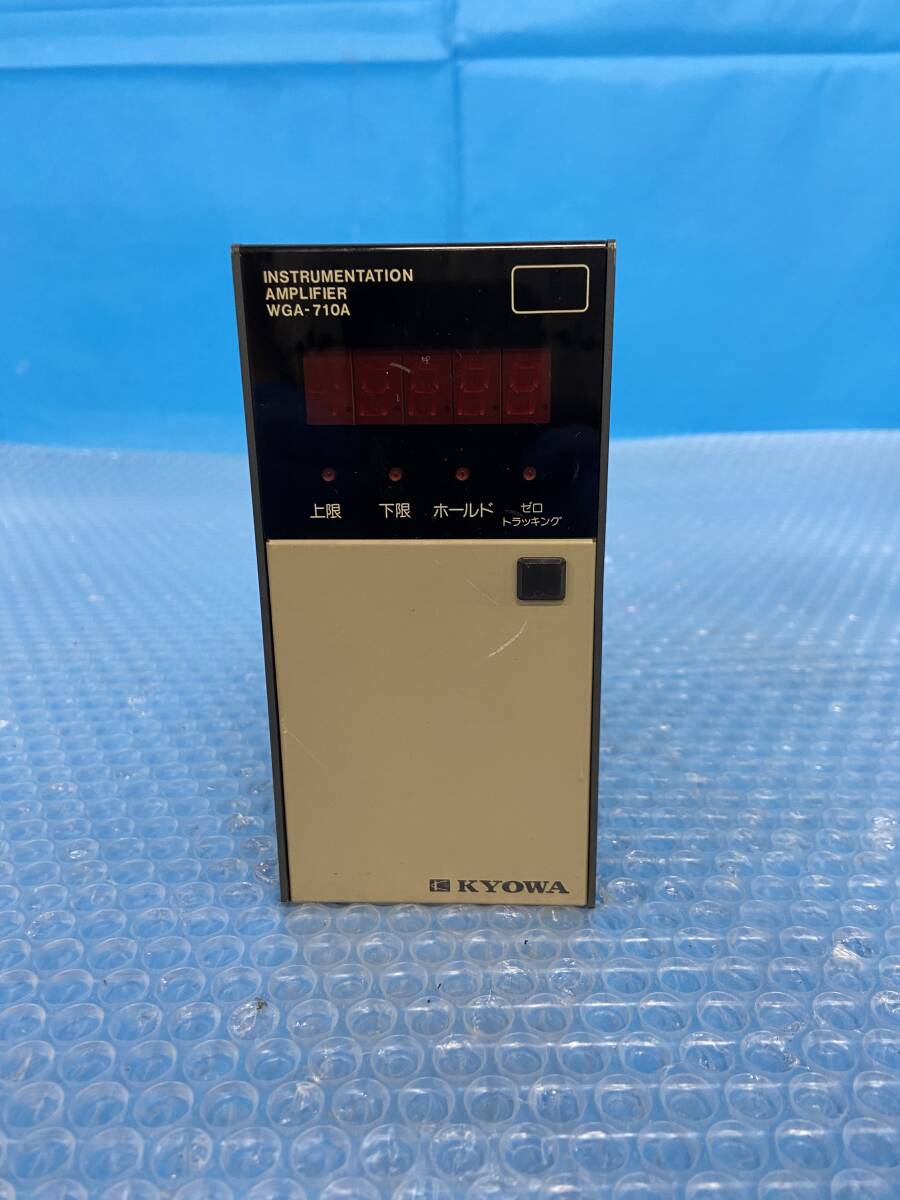 INSTRUMENTATION
AMPLIFIER
WGA-710A
上限 下限 ホールド ゼロ
トラッキング
KYOWA